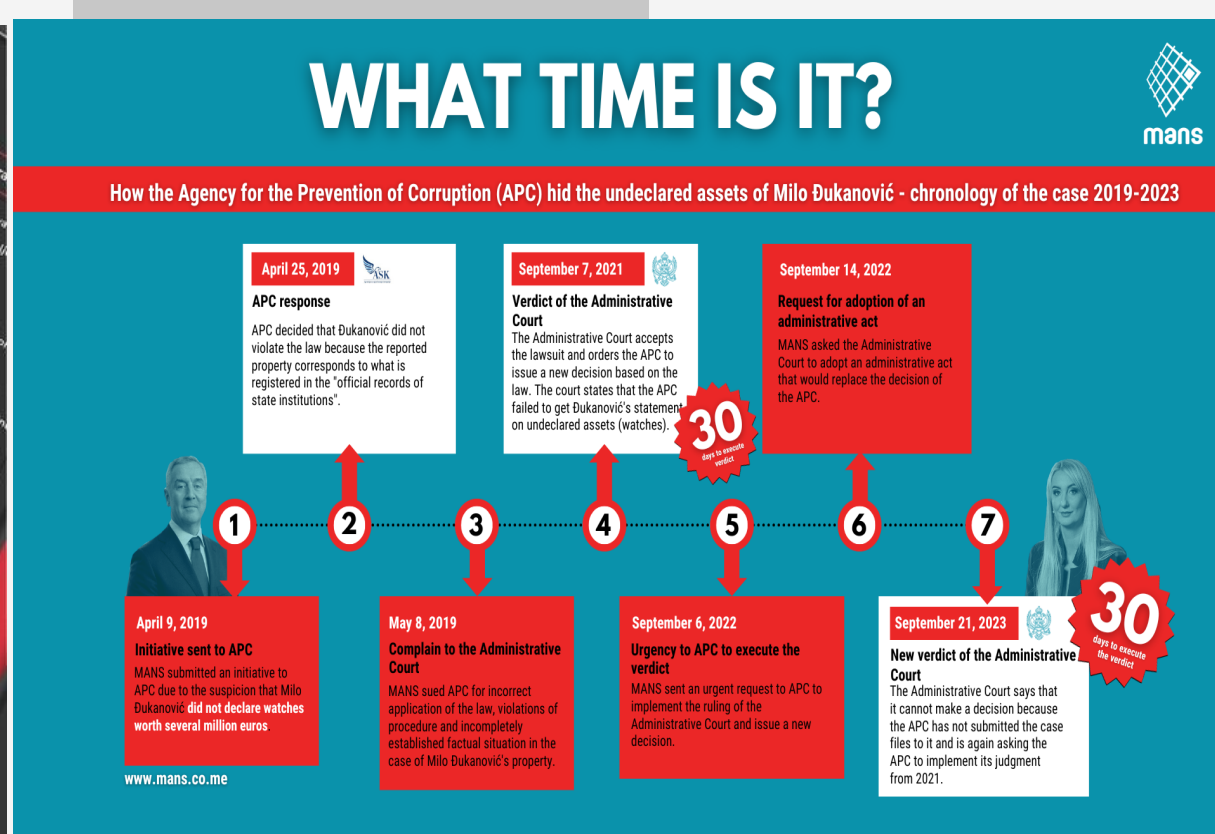 WHAT TIME IS IT?
mans
How the Agency for the Prevention of Corruption (APC) hid the undeclared assets of Milo Đukanović - chronology of the case 2019-2023
April 25, 2019
ASK
APC response
APC decided that Đukanović did not
violate the law because the reported
property corresponds to what is
registered in the "official records of
state institutions".
September 7, 2021
Verdict of the Administrative
Court
The Administrative Court accepts
the lawsuit and orders the APC to
issue a new decision based on the
law. The court states that the APC
failed to get Đukanović's statement
on undeclared assets (watches).
30
days to execute
verdict
September 14, 2022
Request for adoption of an
administrative act
MANS asked the Administrative
Court to adopt an administrative act
that would replace the decision of
the APC.
1
2
3
4
5
6
7
April 9, 2019
Initiative sent to APC
MANS submitted an initiative to
APC due to the suspicion that Milo
Đukanović did not declare watches
worth several million euros.
May 8, 2019
Complain to the Administrative
Court
MANS sued APC for incorrect
application of the law, violations of
procedure and incompletely
established factual situation in the
case of Milo Đukanović's property.
September 6, 2022
Urgency to APC to execute the
verdict
MANS sent an urgent request to APC to
implement the ruling of the
Administrative Court and issue a new
decision.
September 21, 2023
New verdict of the Administrative
Court
The Administrative Court says that
it cannot make a decision because
the APC has not submitted the case
files to it and is again asking the
APC to implement its judgment
from 2021.
30
days to execute
the verdict
www.mans.co.me